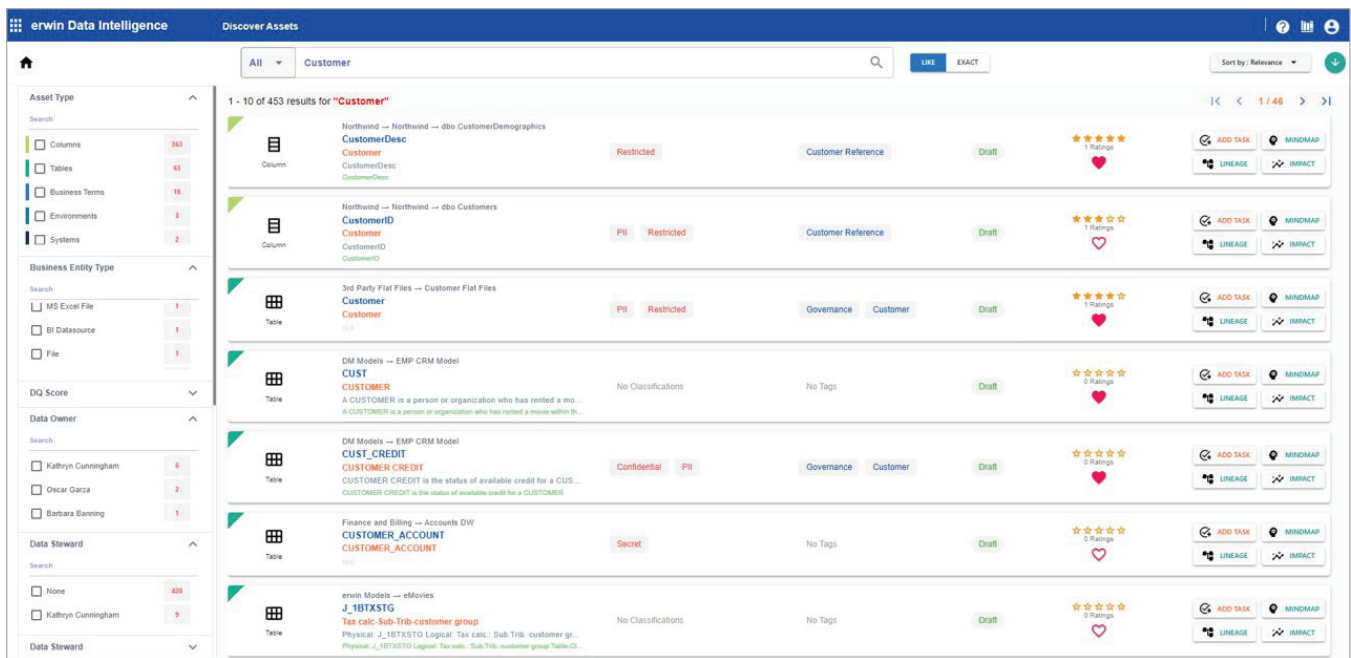 erwin Data Intelligence
Discover Assets
All
Customer
LIKE
EXACT
Sort by : Relevance
Asset Type
Search
Columns 363
Tables 63
Business Terms 18
Environments
Systems 2
Business Entity Type
Search
MS Excel File 1
BI Datasource 1
File 1
DQ Score
Data Owner
Search
Kathryn Cunningham 6
Oscar Garza 2
Barbara Banning 1
Data Steward
Search
None 420
Kathryn Cunningham 9
Data Steward
1 - 10 of 453 results for "Customer"
1 / 46
Column
Northwind → Northwind → dbo.CustomerDemographics
CustomerDesc
Customer
CustomerDesc
CustomerDesc
Restricted
Customer Reference
Draft
1 Ratings
ADD TASK
MINDMAP
LINEAGE
IMPACT
Column
Northwind → Northwind → dbo.Customers
CustomerID
Customer
CustomerID
CustomerID
PII Restricted
Customer Reference
Draft
1 Ratings
ADD TASK
MINDMAP
LINEAGE
IMPACT
Table
3rd Party Flat Files → Customer Flat Files
Customer
Customer
N/A
PII Restricted
Governance Customer
Draft
1 Ratings
ADD TASK
MINDMAP
LINEAGE
IMPACT
Table
DM Models → EMP CRM Model
CUST
CUSTOMER
A CUSTOMER is a person or organization who has rented a mo...
A CUSTOMER is a person or organization who has rented a movie within th...
No Classifications
No Tags
Draft
0 Ratings
ADD TASK
MINDMAP
LINEAGE
IMPACT
Table
DM Models → EMP CRM Model
CUST_CREDIT
CUSTOMER CREDIT
CUSTOMER CREDIT is the status of available credit for a CUS...
CUSTOMER CREDIT is the status of available credit for a CUSTOMER
Confidential PII
Governance Customer
Draft
0 Ratings
ADD TASK
MINDMAP
LINEAGE
IMPACT
Table
Finance and Billing → Accounts DW
CUSTOMER_ACCOUNT
CUSTOMER_ACCOUNT
N/A
Secret
No Tags
Draft
0 Ratings
ADD TASK
MINDMAP
LINEAGE
IMPACT
Table
erwin Models → eMovies
J_1BTXSTG
Tax calc-Sub-Trib-customer group
Physical: J_1BTXSTG Logical: Tax calc.: Sub.Trib. customer gr...
Physical: J_1BTXSTG Logical: Tax calc.: Sub.Trib. customer group Table-Cl...
No Classifications
No Tags
Draft
0 Ratings
ADD TASK
MINDMAP
LINEAGE
IMPACT